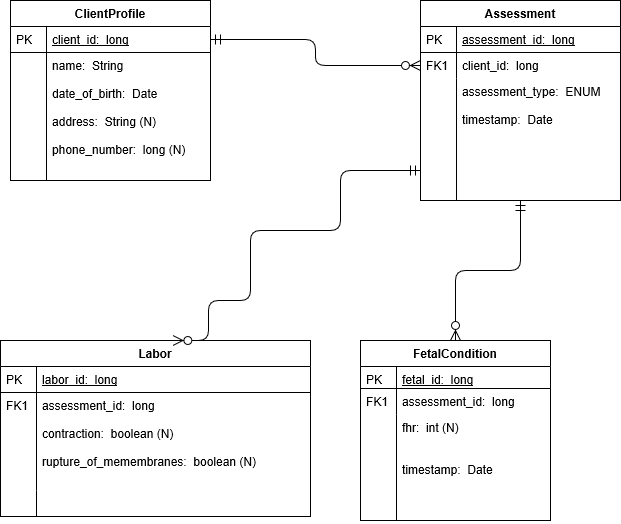 ClientProfile
PK client_id: long
name: String
date_of_birth: Date
address: String (N)
phone_number: long (N)
Assessment
PK assessment_id: long
FK1 client_id: long
assessment_type: ENUM
timestamp: Date
Labor
PK labor_id: long
FK1 assessment_id: long
contraction: boolean (N)
rupture_of_memembranes: boolean (N)
FetalCondition
PK fetal_id: long
FK1 assessment_id: long
fhr: int (N)
timestamp: Date